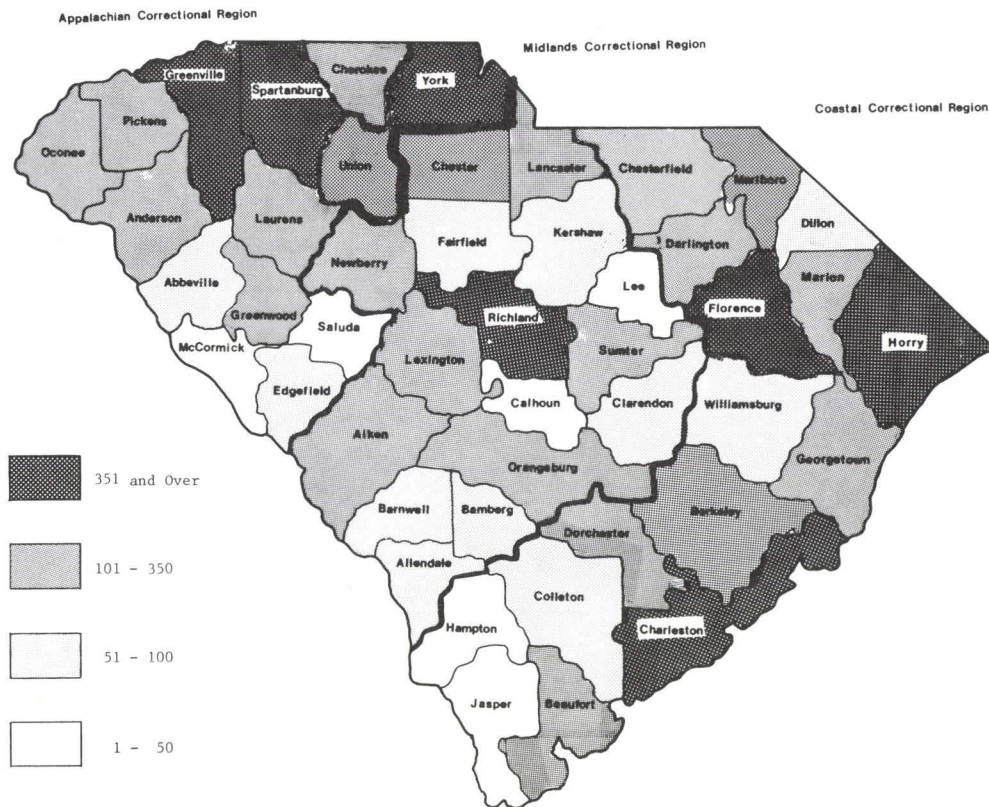 Appalachian Correctional Region
Midlands Correctional Region
Coastal Correctional Region
Greenville
Spartanburg
Cherokee
York
Pickens
Oconee
Union
Chester
Lancaster
Chesterfield
Marlboro
Anderson
Laurens
Dillon
Fairfield
Kershaw
Darlington
Newberry
Abbeville
Marion
Lee
Florence
Greenwood
Saluda
Richland
Horry
McCormick
Lexington
Sumter
Edgefield
Calhoun
Clarendon
Williamsburg
Aiken
Georgetown
Orangeburg
351 and Over
Barnwell
Bamberg
Berkeley
Dorchester
Allendale
101 - 350
Colleton
Hampton
Charleston
51 - 100
Jasper
Beaufort
1 - 50